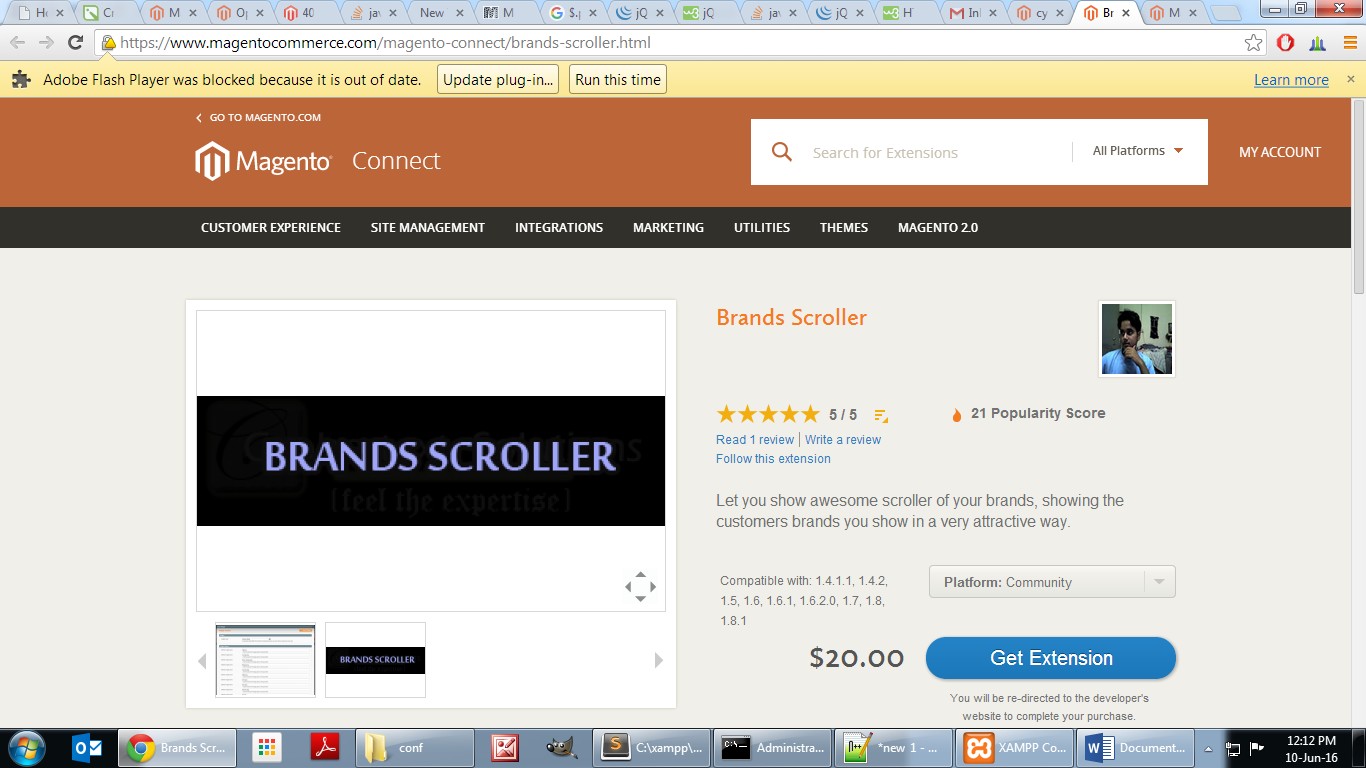 He
C
M
Op
40
jav
New
M
$.p
jQ
jQ
jav
jQ
H
Inl
cy
Br
M
https://www.magentocommerce.com/magento-connect/brands-scroller.html
Adobe Flash Player was blocked because it is out of date. Update plug-in... Run this time Learn more
GO TO MAGENTO.COM
Magento Connect
Search for Extensions All Platforms MY ACCOUNT
CUSTOMER EXPERIENCE SITE MANAGEMENT INTEGRATIONS MARKETING UTILITIES THEMES MAGENTO 2.0
BRANDS SCROLLER
{feel the expertise}
BRANDS SCROLLER
Brands Scroller
5 / 5 21 Popularity Score
Read 1 review | Write a review
Follow this extension
Let you show awesome scroller of your brands, showing the
customers brands you show in a very attractive way.
Compatible with: 1.4.1.1, 1.4.2,
1.5, 1.6, 1.6.1, 1.6.2.0, 1.7, 1.8,
1.8.1
Platform: Community
$20.00 Get Extension
You will be re-directed to the developer's
website to complete your purchase.
Brands Scr... conf C:\xampp\... Administra... *new 1 - ... XAMPP Co... Document... 12:12 PM
10-Jun-16